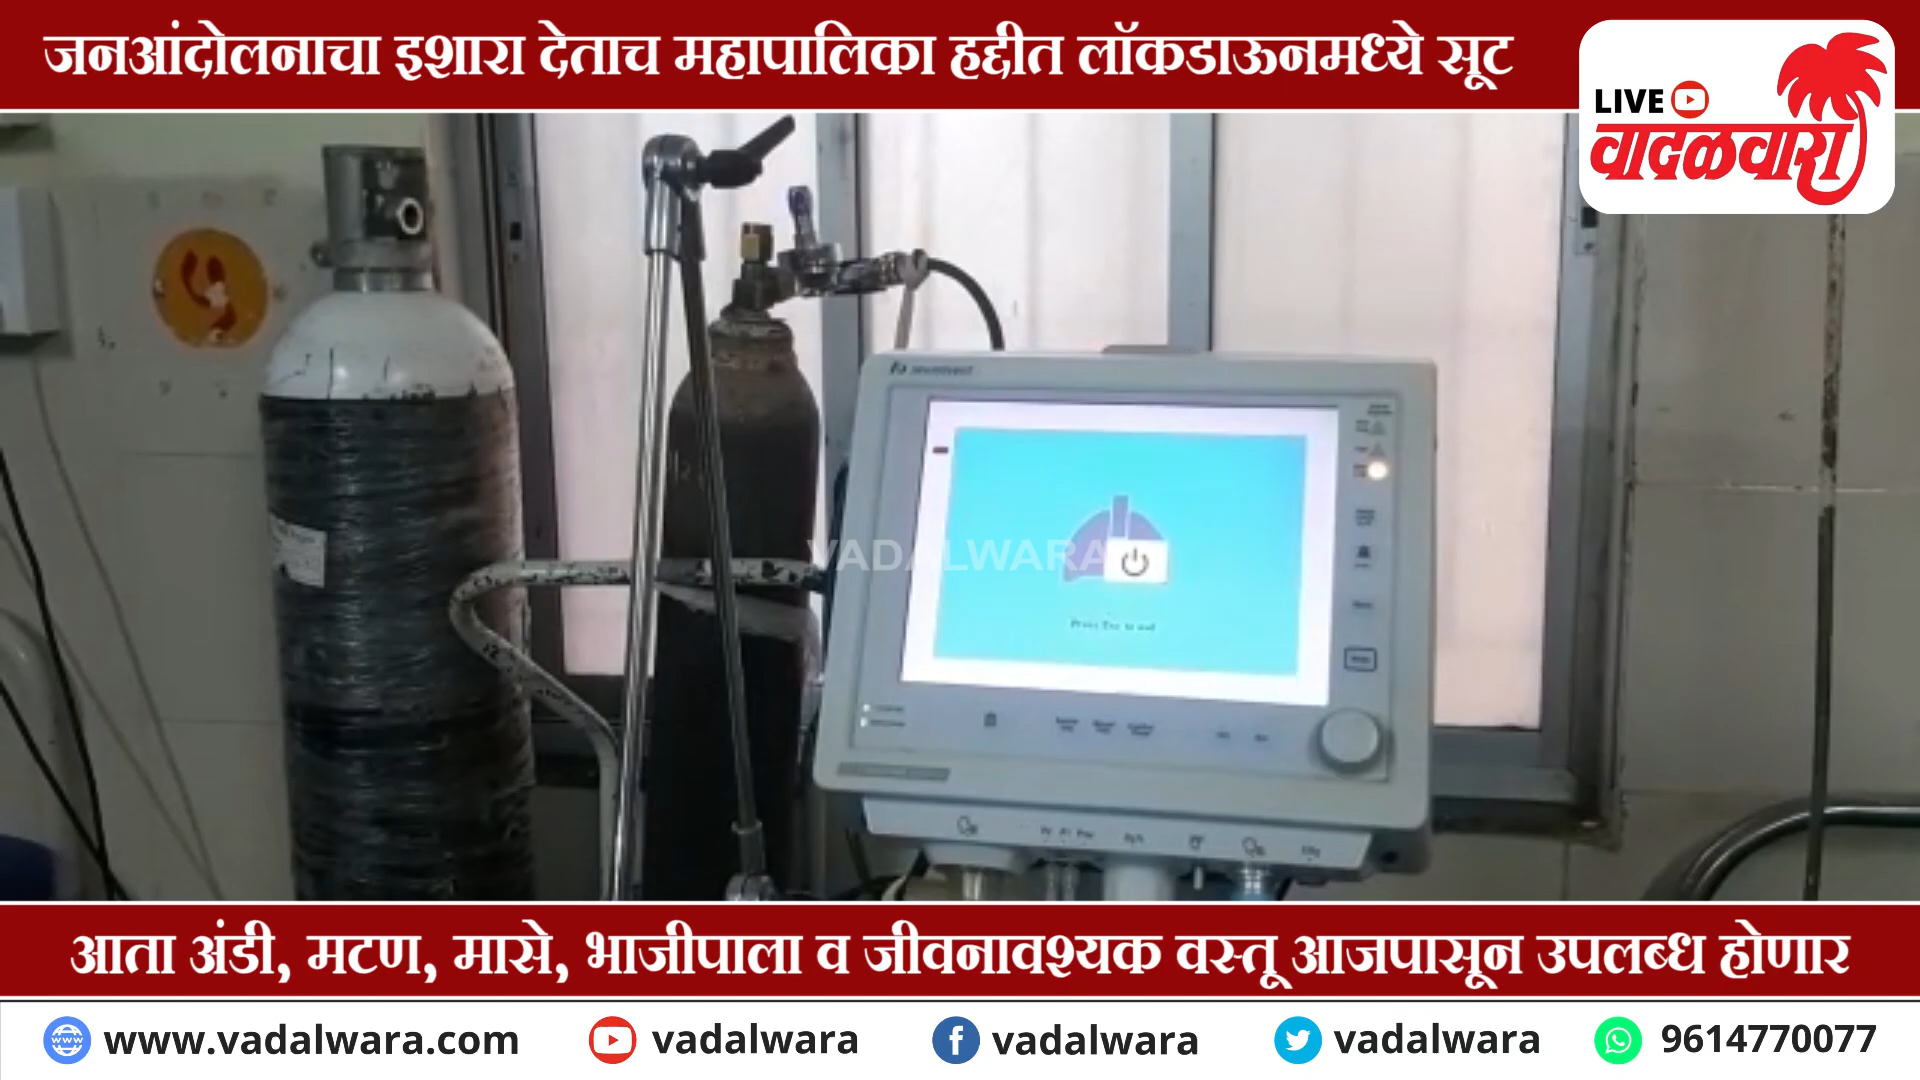 जनआंदोलनाचा इशारा देताच महापालिका हद्दीत लॉकडाऊनमध्ये सूट
LIVE
वादळवारा
VADALWARA
आता अंडी, मटण, मासे, भाजीपाला व जीवनावश्यक वस्तू आजपासून उपलब्ध होणार
www.vadalwara.com vadalwara vadalwara vadalwara 9614770077